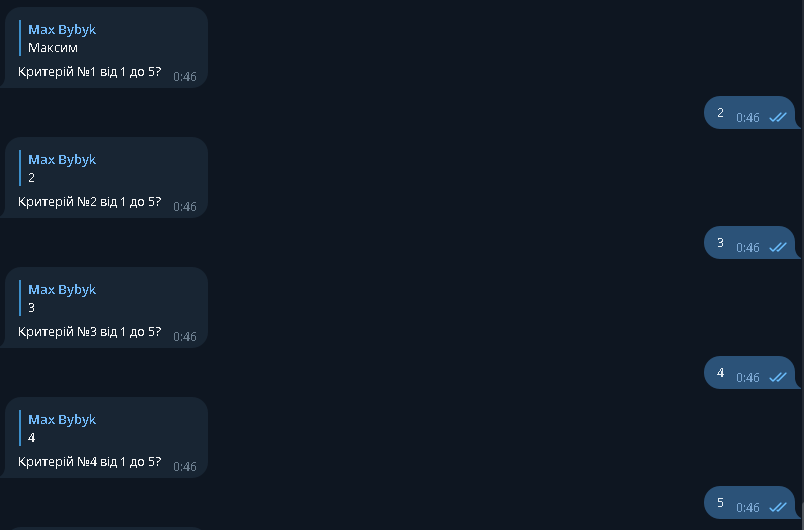 Max Bybyk
Максим
Критерій №1 від 1 до 5? 0:46
2 0:46
Max Bybyk
2
Критерій №2 від 1 до 5? 0:46
3 0:46
Max Bybyk
3
Критерій №3 від 1 до 5? 0:46
4 0:46
Max Bybyk
4
Критерій №4 від 1 до 5? 0:46
5 0:46